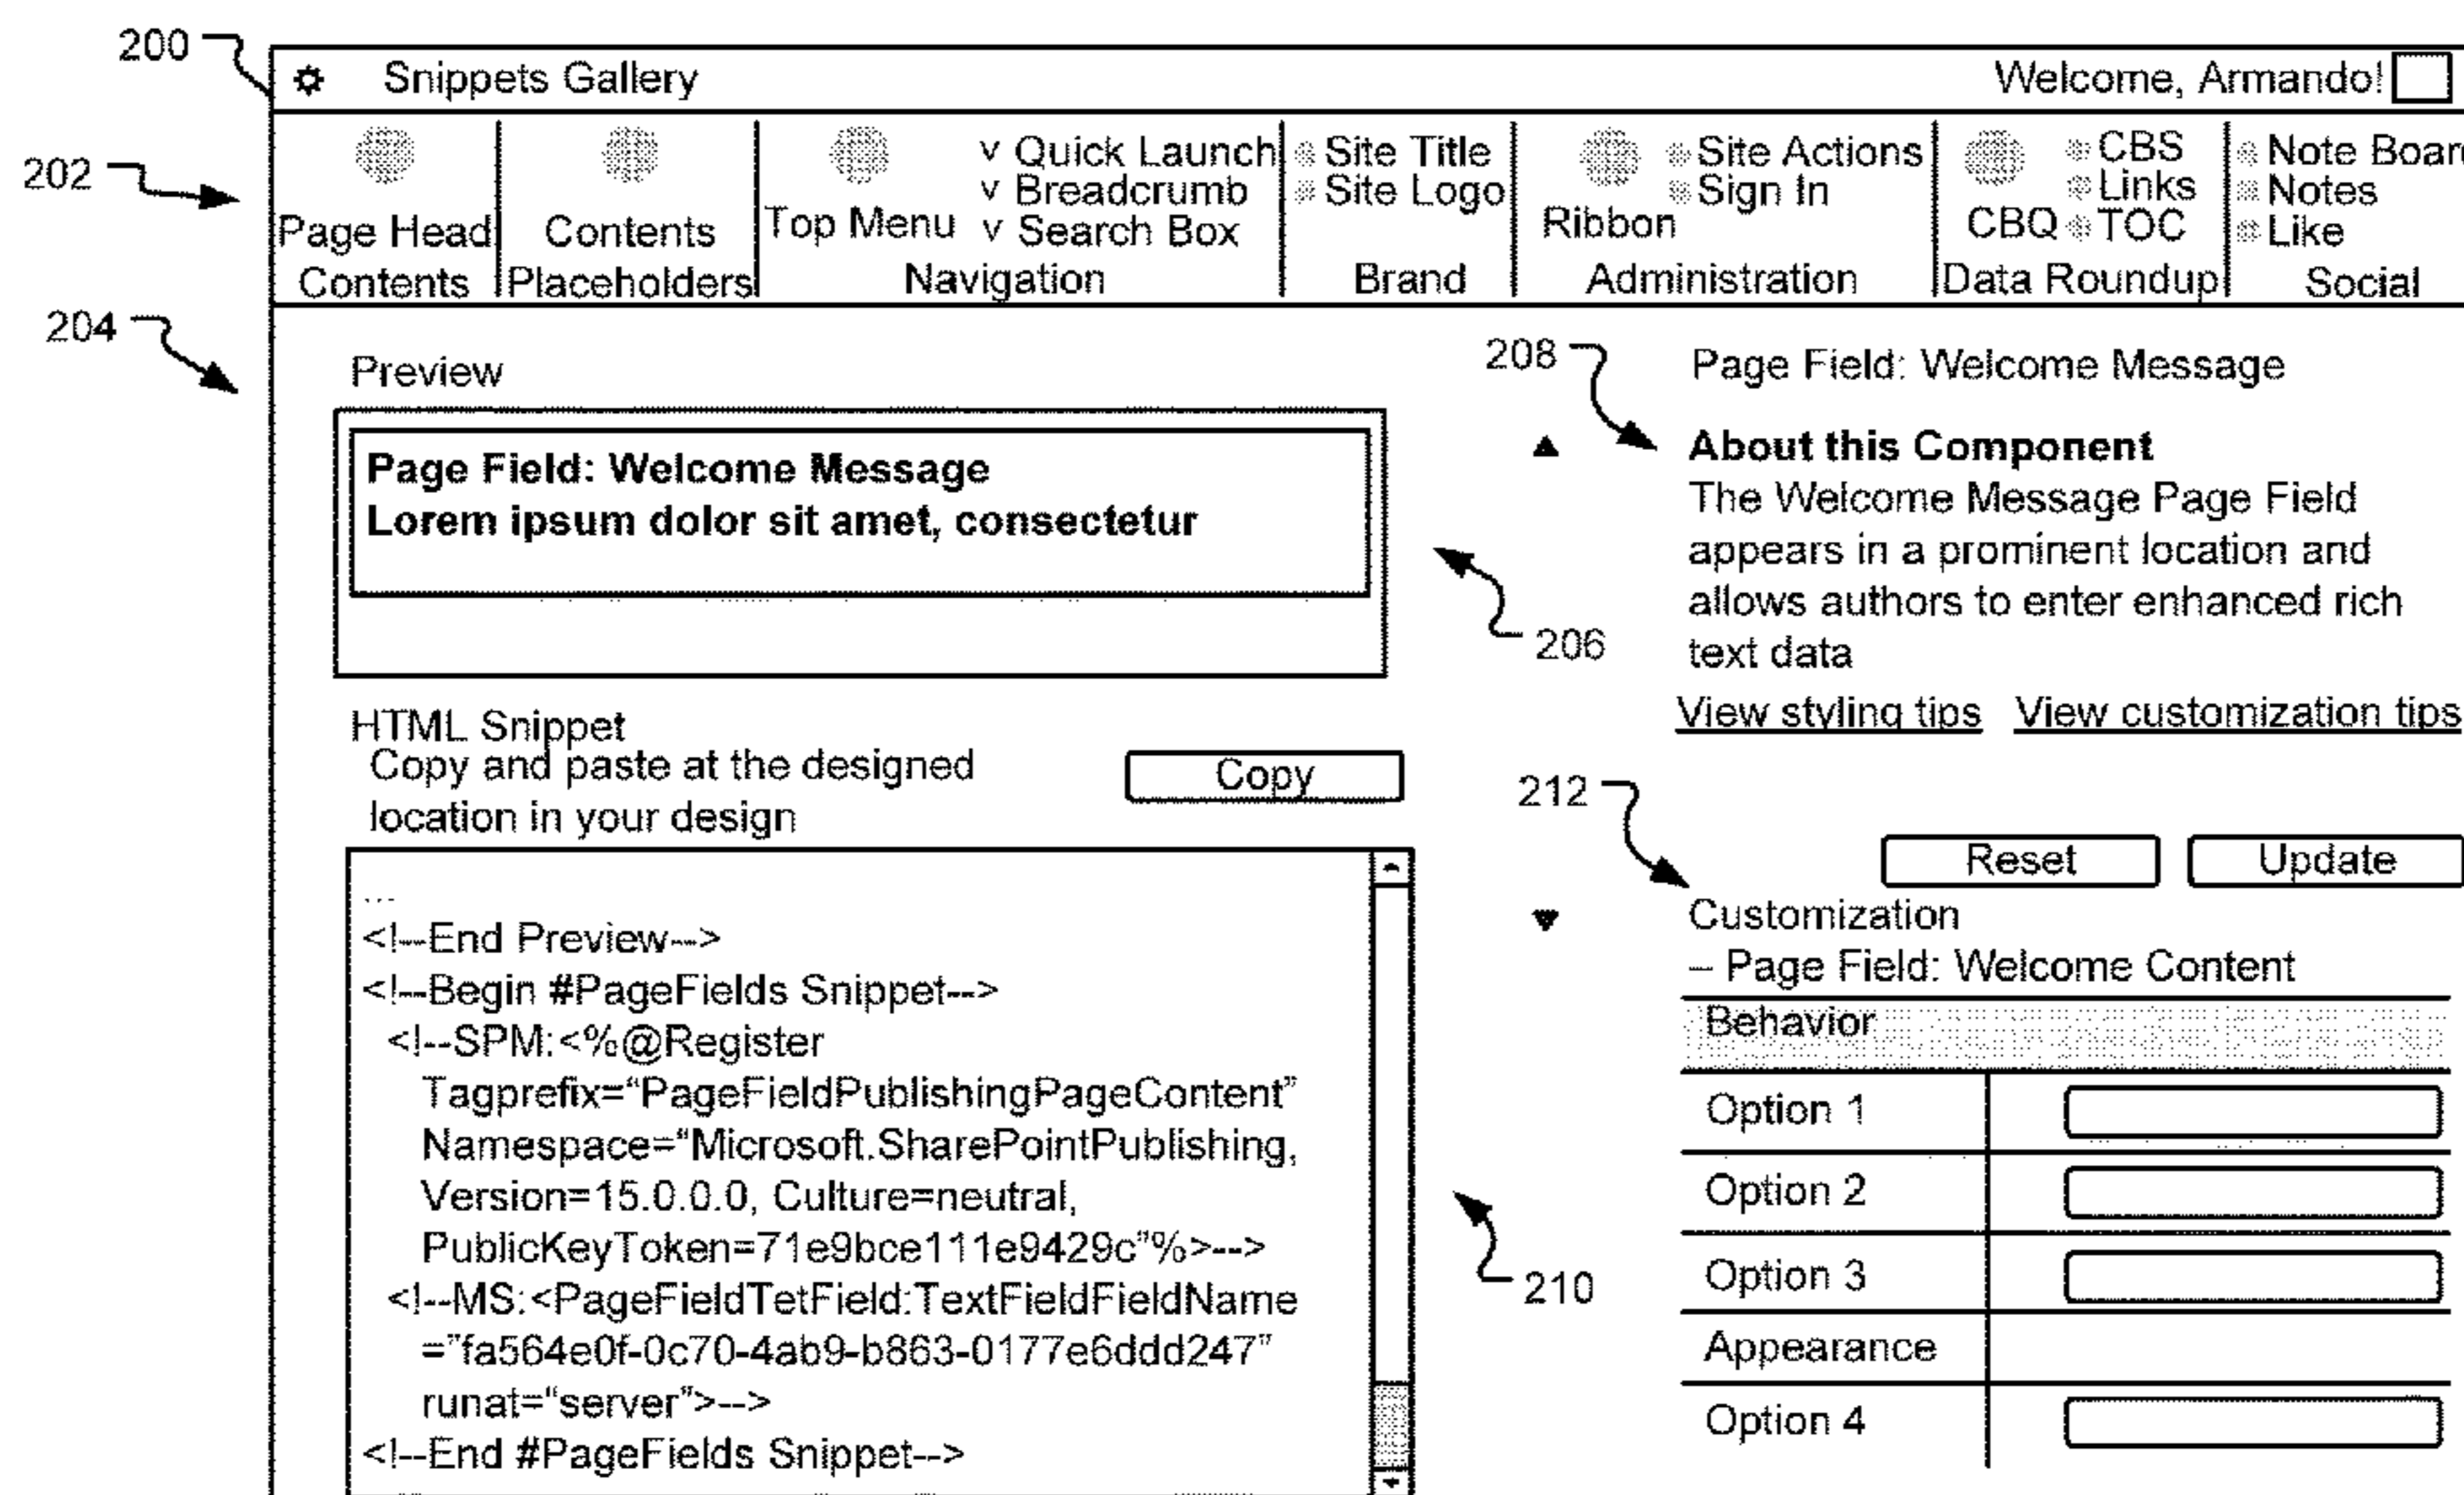 200
Snippets Gallery
Welcome, Armando!
202
Page Head
Contents
Contents
Placeholders
Top Menu
v Quick Launch
v Breadcrumb
v Search Box
Navigation
Site Title
Site Logo
Brand
Ribbon
Site Actions
Sign In
Administration
CBQ
CBS
Links
TOC
Data Roundup
Note Boar
Notes
Like
Social
204
Preview
Page Field: Welcome Message
Lorem ipsum dolor sit amet, consectetur
206
HTML Snippet
Copy and paste at the designed
location in your design
Copy
...
<!--End Preview-->
<!--Begin #PageFields Snippet-->
<!--SPM:<%@Register
Tagprefix=“PageFieldPublishingPageContent”
Namespace=“Microsoft.SharePointPublishing,
Version=15.0.0.0, Culture=neutral,
PublicKeyToken=71e9bce111e9429c”%>-->
<!--MS:<PageFieldTetField:TextFieldFieldName
=”fa564e0f-0c70-4ab9-b863-0177e6ddd247”
runat=“server”>-->
<!--End #PageFields Snippet-->
210
208
Page Field: Welcome Message
About this Component
The Welcome Message Page Field
appears in a prominent location and
allows authors to enter enhanced rich
text data
View styling tips View customization tips
212
Reset
Update
Customization
– Page Field: Welcome Content
Behavior
Option 1
Option 2
Option 3
Appearance
Option 4